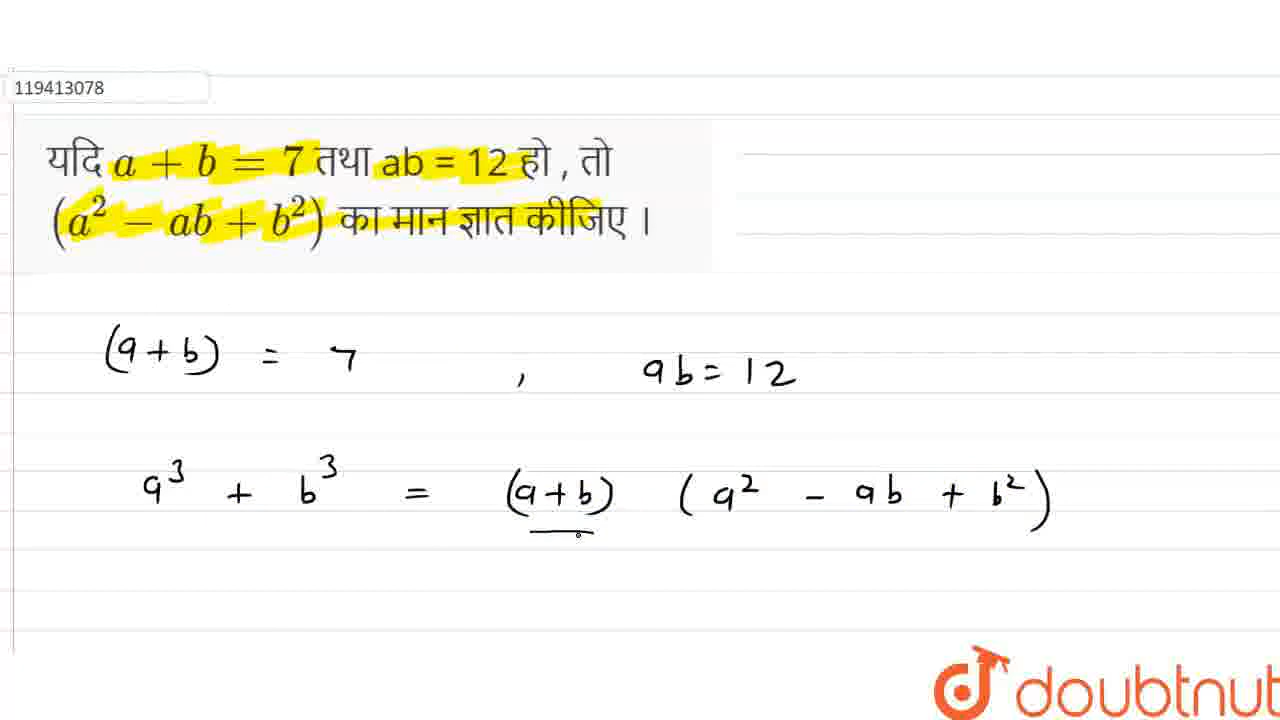 119413078
यदि a + b = 7 तथा ab = 12 हो , तो
(a² − ab + b²) का मान ज्ञात कीजिए ।
(a + b) = 7 , ab = 12
a³ + b³ = (a + b) (a² - ab + b²)
doubtnut